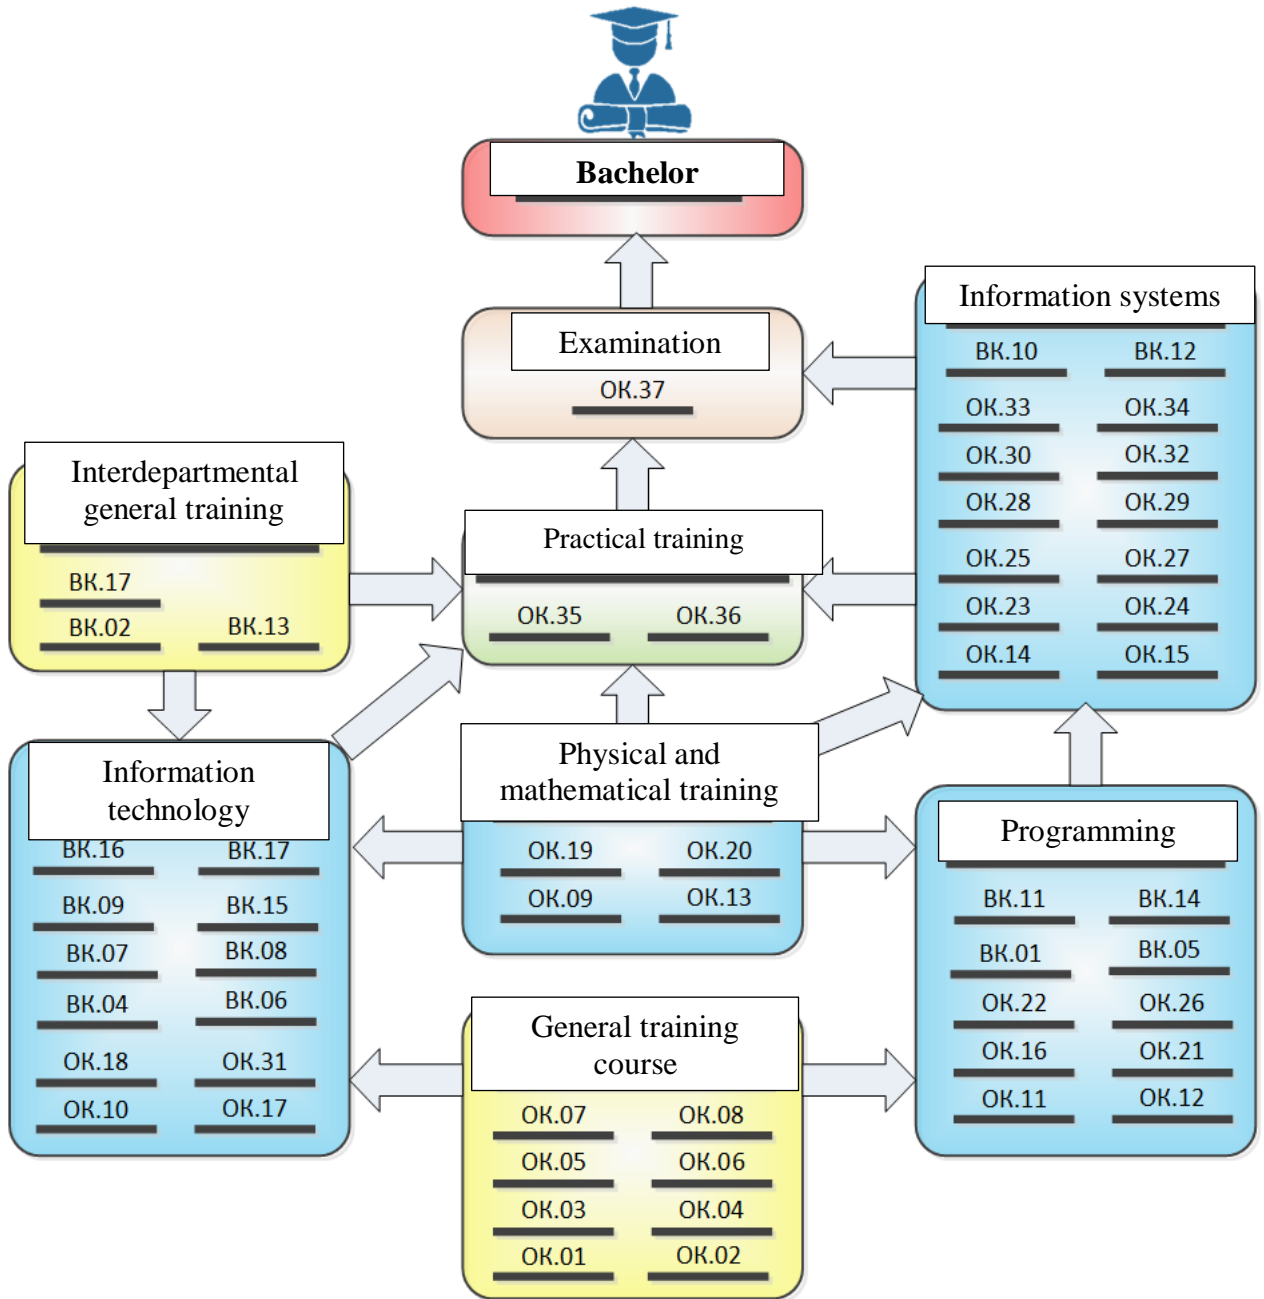 Bachelor
Examination
ОК.37
Information systems
ВК.10 ВК.12
ОК.33 ОК.34
ОК.30 ОК.32
ОК.28 ОК.29
ОК.25 ОК.27
ОК.23 ОК.24
ОК.14 ОК.15
Interdepartmental
general training
ВК.17
ВК.02 ВК.13
Practical training
ОК.35 ОК.36
Information
technology
ВК.16 ВК.17
ВК.09 ВК.15
ВК.07 ВК.08
ВК.04 ВК.06
ОК.18 ОК.31
ОК.10 ОК.17
Physical and
mathematical training
ОК.19 ОК.20
ОК.09 ОК.13
Programming
ВК.11 ВК.14
ВК.01 ВК.05
ОК.22 ОК.26
ОК.16 ОК.21
ОК.11 ОК.12
General training
course
ОК.07 ОК.08
ОК.05 ОК.06
ОК.03 ОК.04
ОК.01 ОК.02